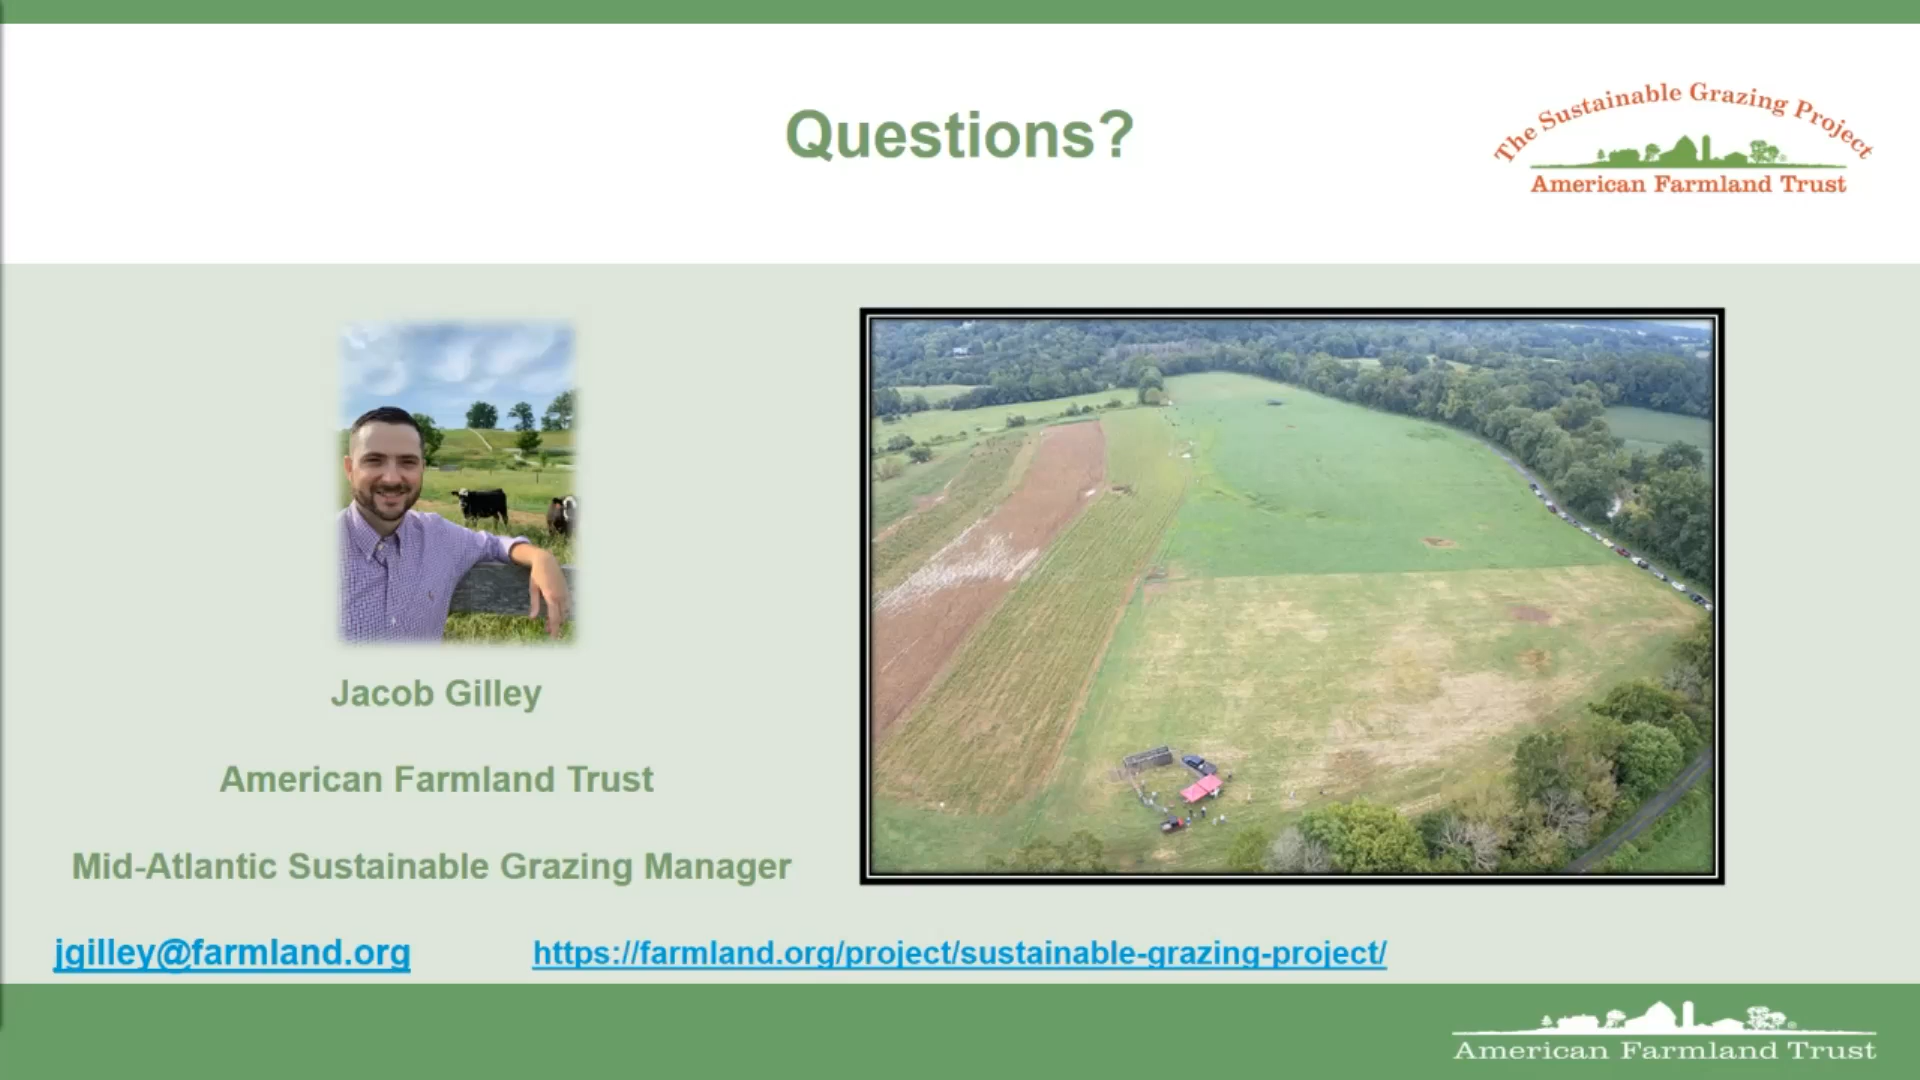 Questions?
The Sustainable Grazing Project
American Farmland Trust
Jacob Gilley
American Farmland Trust
Mid-Atlantic Sustainable Grazing Manager
jgilley@farmland.org
https://farmland.org/project/sustainable-grazing-project/
American Farmland Trust